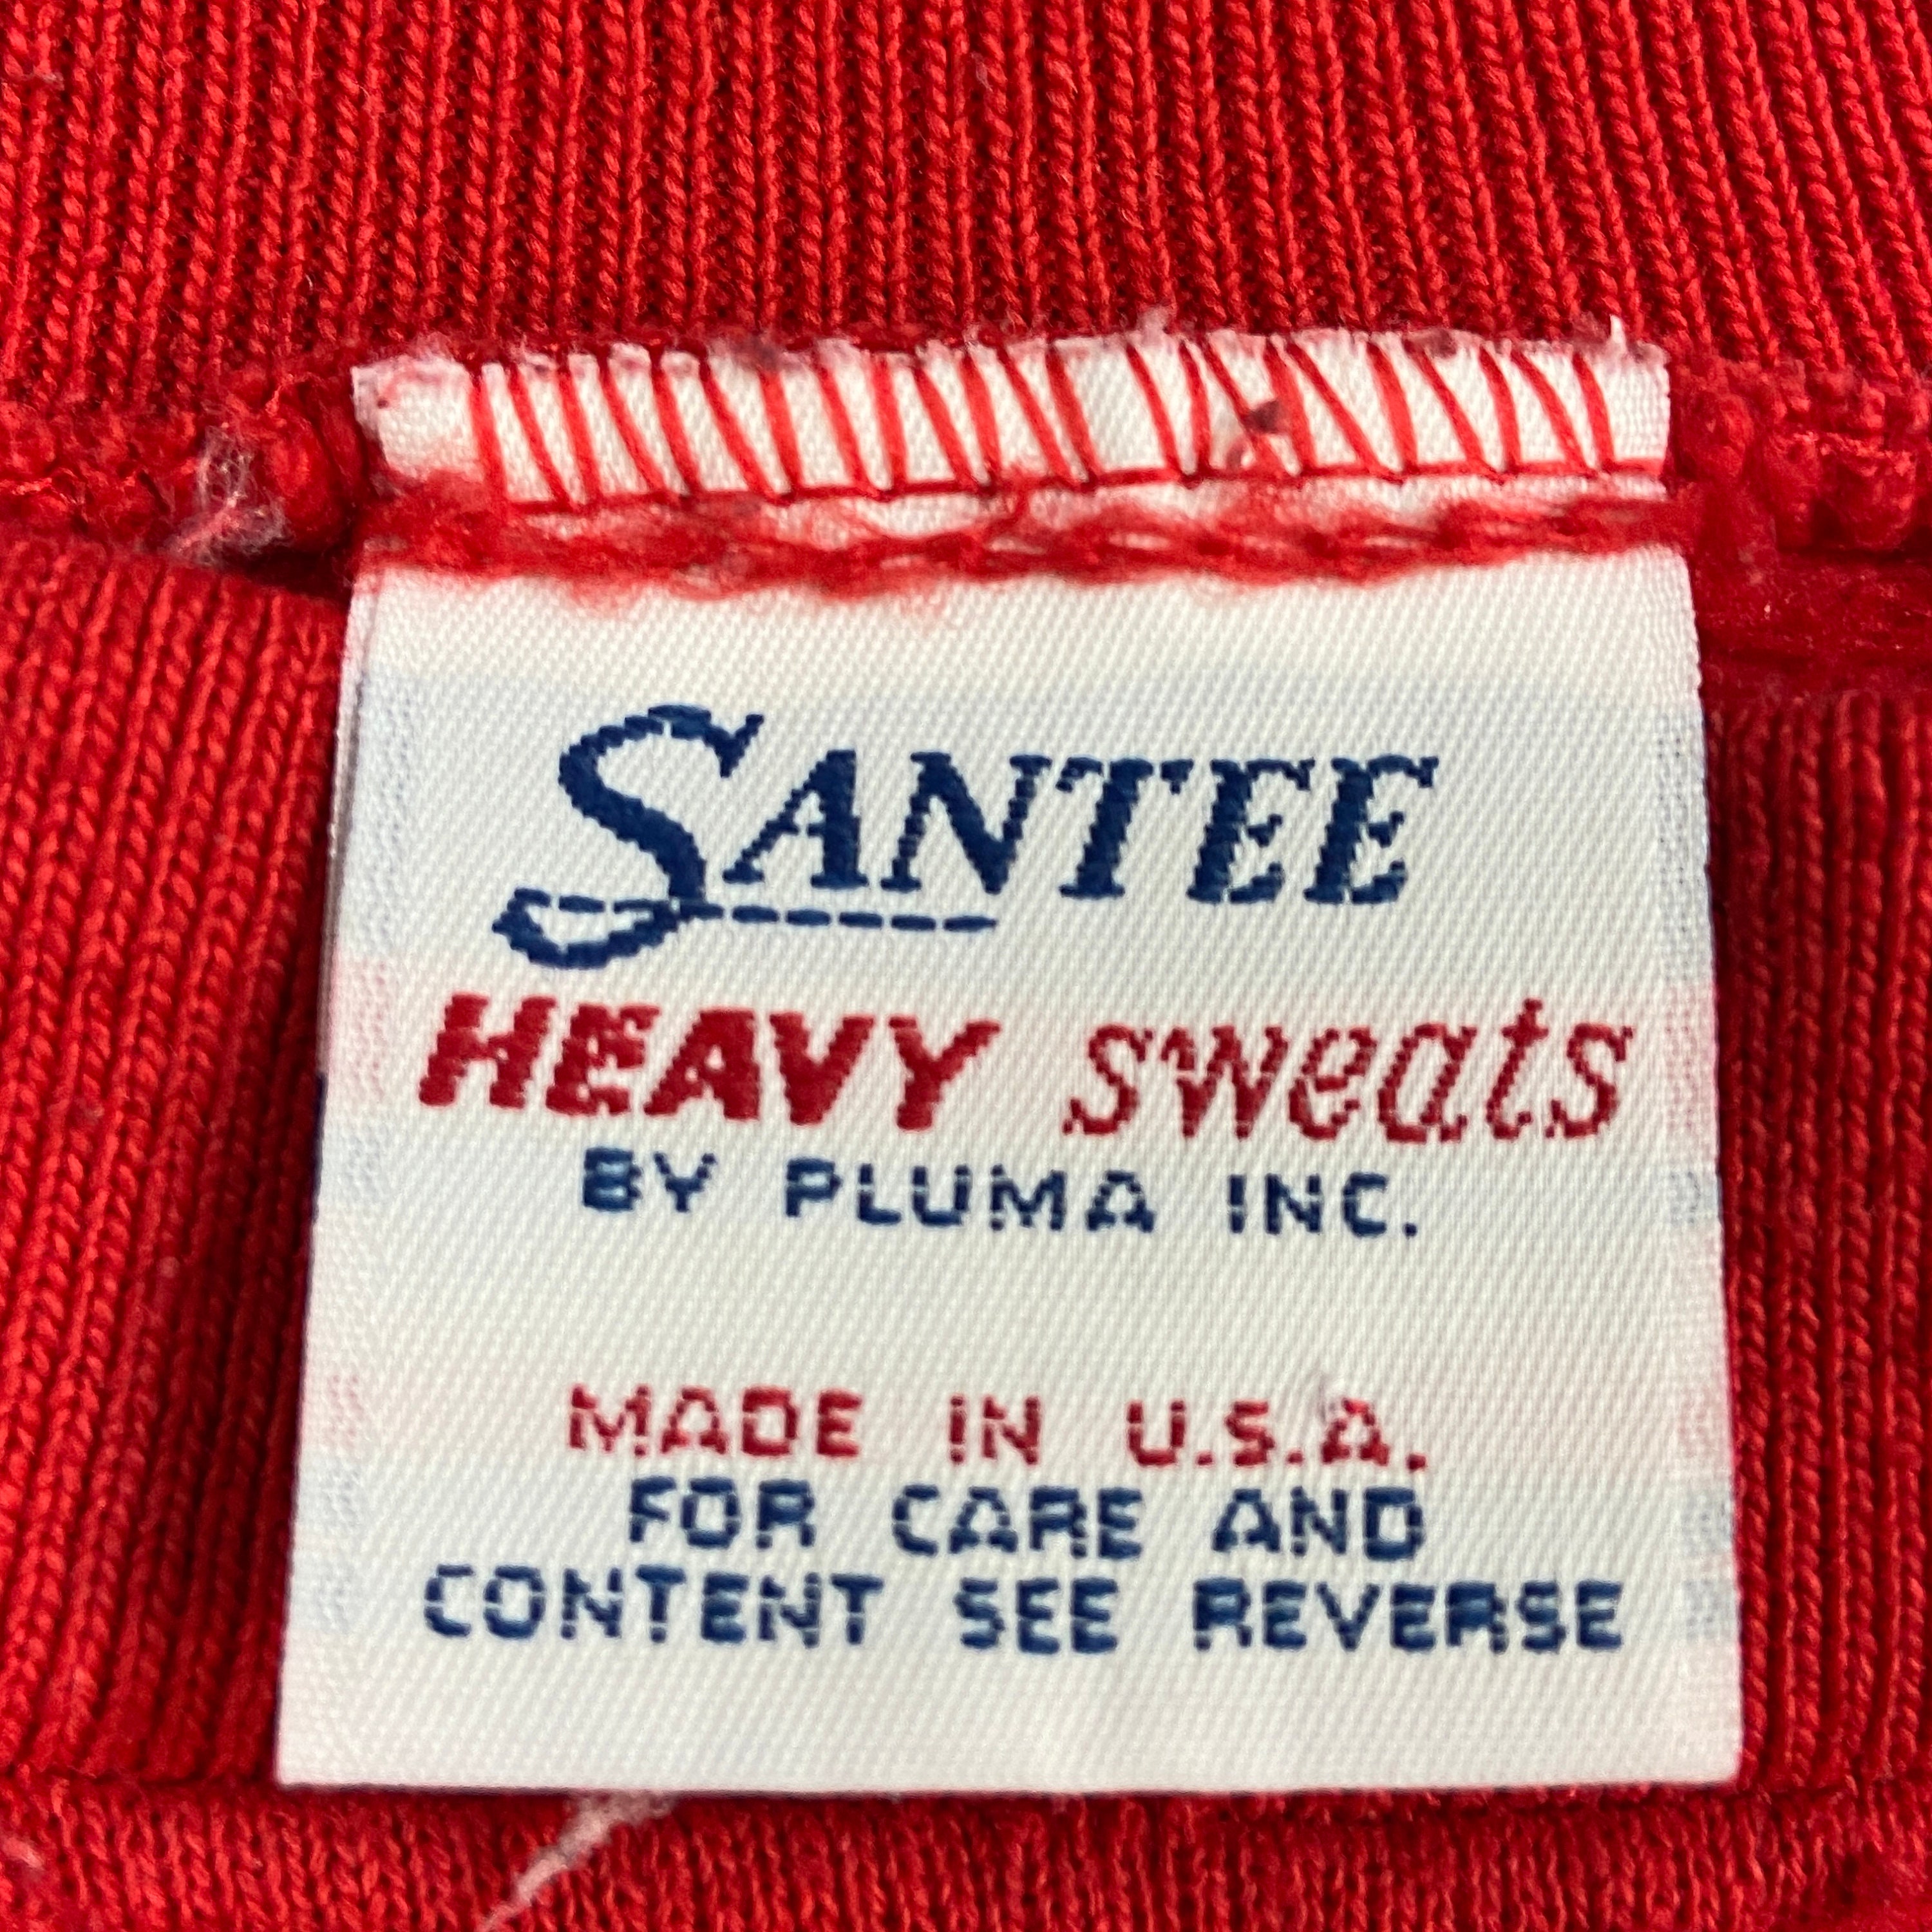 SANTEE
HEAVY sweats
BY PLUMA INC.
MADE IN U.S.A.
FOR CARE AND
CONTENT SEE REVERSE